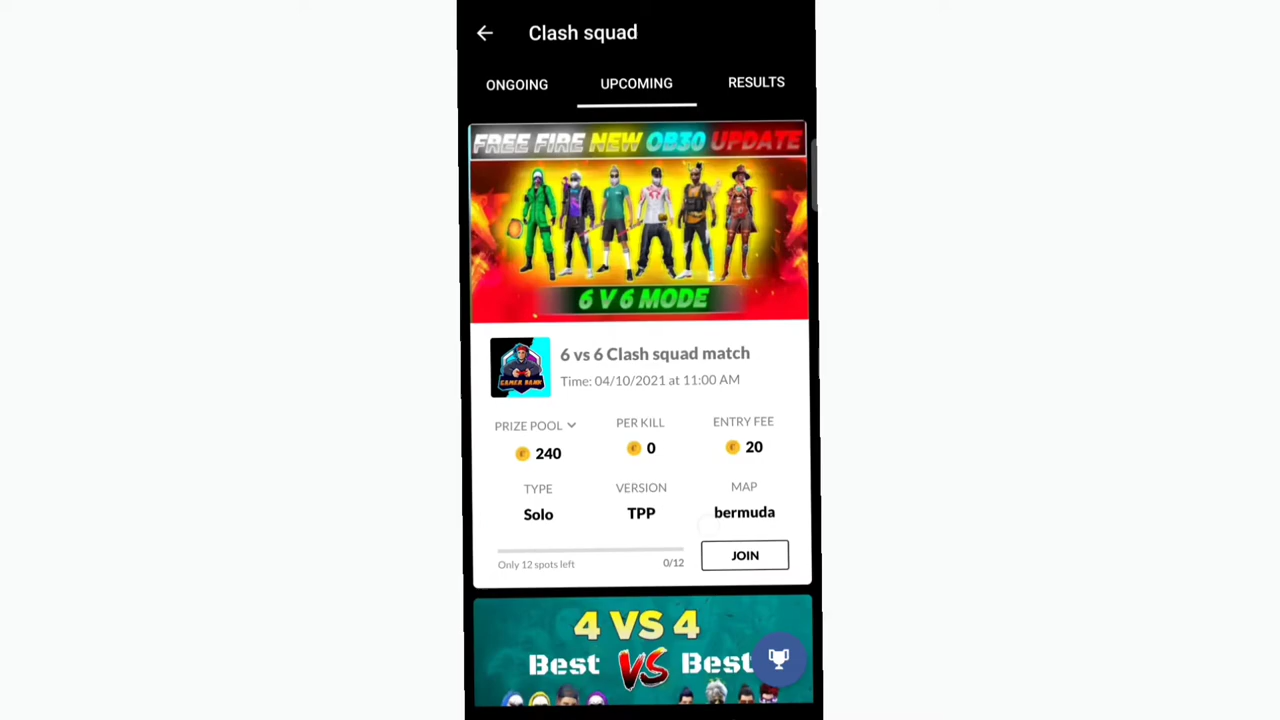 Clash squad
ONGOING
UPCOMING
RESULTS
FREE FIRE NEW OB30 UPDATE
6 V 6 MODE
GAMER BANK
6 vs 6 Clash squad match
Time: 04/10/2021 at 11:00 AM
PRIZE POOL
PER KILL
ENTRY FEE
240
0
20
TYPE
VERSION
MAP
Solo
TPP
bermuda
Only 12 spots left
0/12
JOIN
4 VS 4
Best VS Best